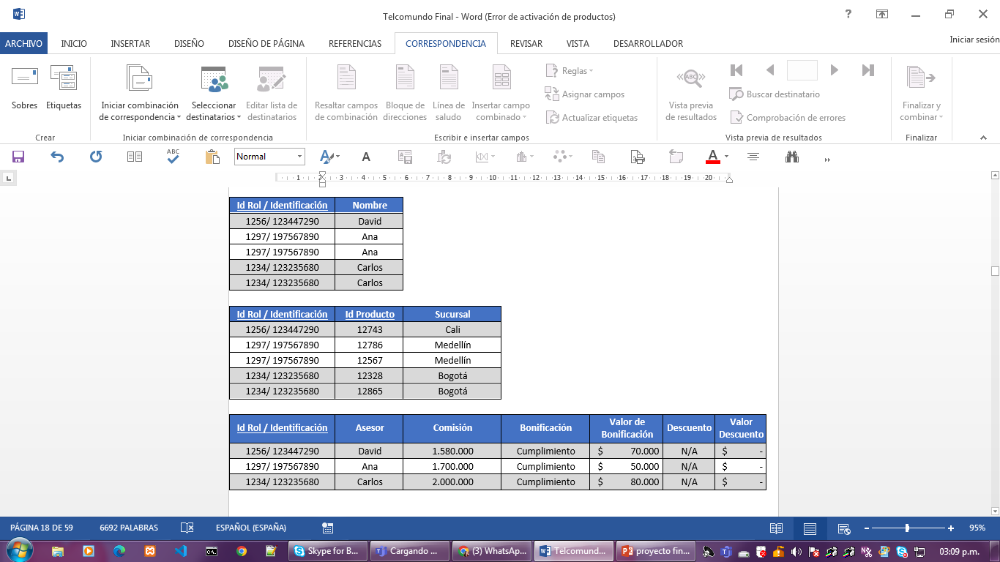 Telcomundo Final - Word (Error de activación de productos)
?
ARCHIVO INICIO INSERTAR DISEÑO DISEÑO DE PÁGINA REFERENCIAS CORRESPONDENCIA REVISAR VISTA DESARROLLADOR Iniciar sesión
Sobres Etiquetas
Iniciar combinación de correspondencia
Seleccionar destinatarios
Editar lista de destinatarios
Resaltar campos de combinación
Bloque de direcciones
Línea de saludo
Insertar campo combinado
Reglas
Asignar campos
Actualizar etiquetas
Vista previa de resultados
Buscar destinatario
Comprobación de errores
Finalizar y combinar
Crear Iniciar combinación de correspondencia Escribir e insertar campos Vista previa de resultados Finalizar
ABC Normal A A A
1 2 3 4 5 6 7 8 9 10 11 12 13 14 15 16 17 18 19 20
Id Rol / Identificación Nombre
1256/ 123447290 David
1297/ 197567890 Ana
1297/ 197567890 Ana
1234/ 123235680 Carlos
1234/ 123235680 Carlos
Id Rol / Identificación Id Producto Sucursal
1256/ 123447290 12743 Cali
1297/ 197567890 12786 Medellín
1297/ 197567890 12567 Medellín
1234/ 123235680 12328 Bogotá
1234/ 123235680 12865 Bogotá
Id Rol / Identificación Asesor Comisión Bonificación Valor de Bonificación Descuento Valor Descuento
1256/ 123447290 David 1.580.000 Cumplimiento $ 70.000 N/A $ -
1297/ 197567890 Ana 1.700.000 Cumplimiento $ 50.000 N/A $ -
1234/ 123235680 Carlos 2.000.000 Cumplimiento $ 80.000 N/A $ -
PÁGINA 18 DE 59 6692 PALABRAS ESPAÑOL (ESPAÑA) 95%
Skype for B... Cargando ... (3) WhatsAp... Telcomund... proyecto fin... 03:09 p.m.